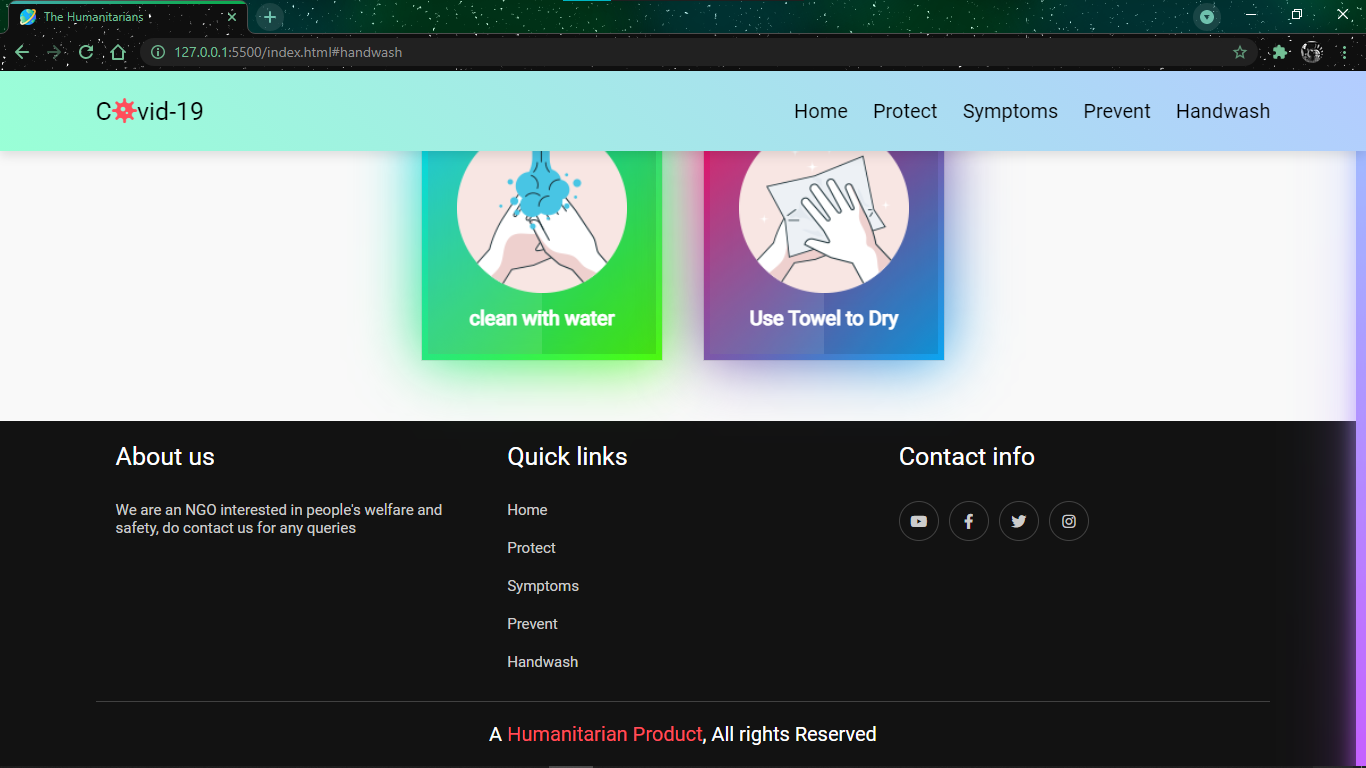 The Humanitarians
127.0.0.1:5500/index.html#handwash
Covid-19
Home Protect Symptoms Prevent Handwash
clean with water
Use Towel to Dry
About us
We are an NGO interested in people's welfare and
safety, do contact us for any queries
Quick links
Home
Protect
Symptoms
Prevent
Handwash
Contact info
A Humanitarian Product, All rights Reserved